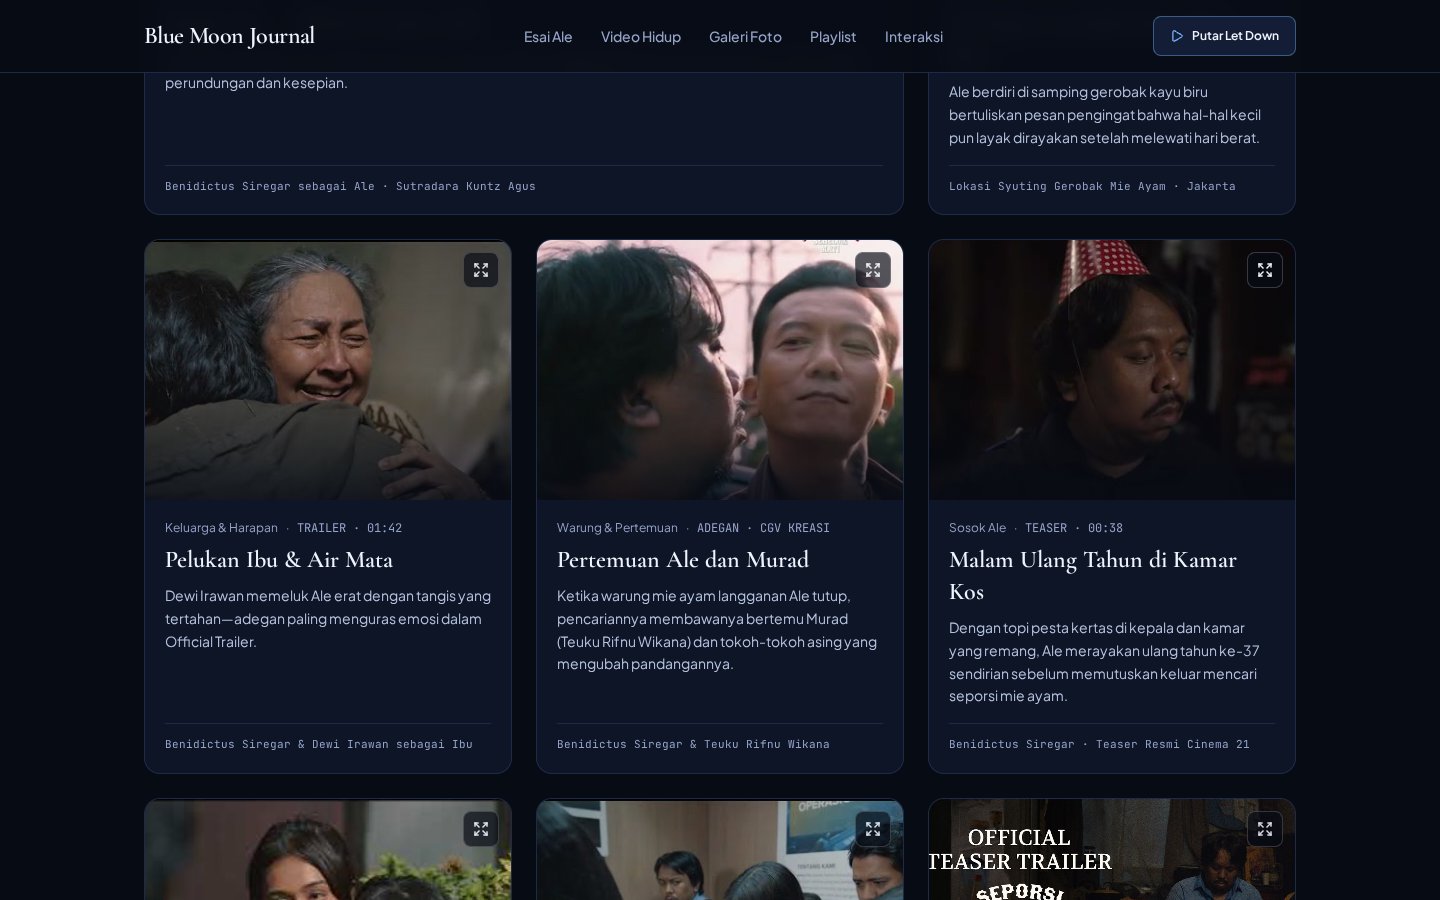 Blue Moon Journal
Esai Ale
Video Hidup
Galeri Foto
Playlist
Interaksi
Putar Let Down
perundungan dan kesepian.
Benidictus Siregar sebagai Ale · Sutradara Kuntz Agus
Ale berdiri di samping gerobak kayu biru
bertuliskan pesan pengingat bahwa hal-hal kecil
pun layak dirayakan setelah melewati hari berat.
Lokasi Syuting Gerobak Mie Ayam · Jakarta
Keluarga & Harapan · TRAILER · 01:42
Pelukan Ibu & Air Mata
Dewi Irawan memeluk Ale erat dengan tangis yang
tertahan—adegan paling menguras emosi dalam
Official Trailer.
Benidictus Siregar & Dewi Irawan sebagai Ibu
Warung & Pertemuan · ADEGAN · CGV KREASI
Pertemuan Ale dan Murad
Ketika warung mie ayam langganan Ale tutup,
pencariannya membawanya bertemu Murad
(Teuku Rifnu Wikana) dan tokoh-tokoh asing yang
mengubah pandangannya.
Benidictus Siregar & Teuku Rifnu Wikana
Sosok Ale · TEASER · 00:38
Malam Ulang Tahun di Kamar
Kos
Dengan topi pesta kertas di kepala dan kamar
yang remang, Ale merayakan ulang tahun ke-37
sendirian sebelum memutuskan keluar mencari
seporsi mie ayam.
Benidictus Siregar · Teaser Resmi Cinema 21
TENTANG KAMI
OFFICIAL
TEASER TRAILER
SEPORSI